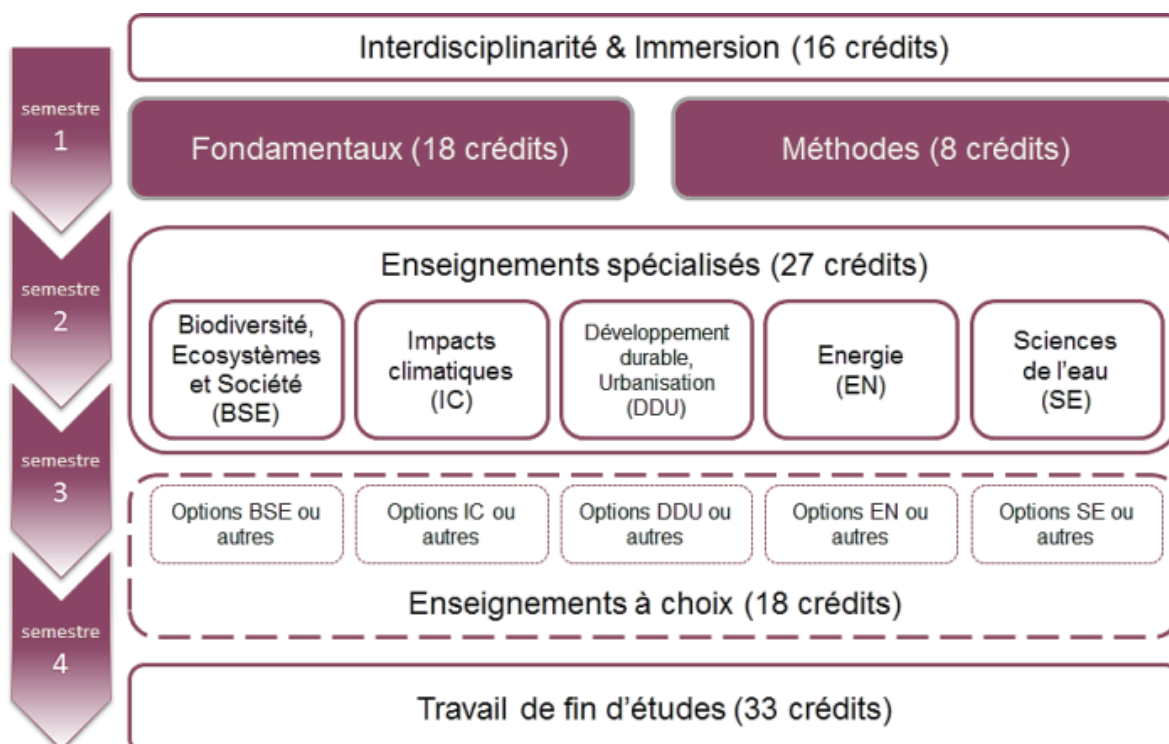 Interdisciplinarité & Immersion (16 crédits)
semestre
1
Fondamentaux (18 crédits)
Méthodes (8 crédits)
semestre
2
Enseignements spécialisés (27 crédits)
Biodiversité,
Ecosystèmes
et Société
(BSE)
Impacts
climatiques
(IC)
Développement
durable,
Urbanisation
(DDU)
Energie
(EN)
Sciences
de l'eau
(SE)
semestre
3
Options BSE ou
autres
Options IC ou
autres
Options DDU ou
autres
Options EN ou
autres
Options SE ou
autres
Enseignements à choix (18 crédits)
semestre
4
Travail de fin d'études (33 crédits)